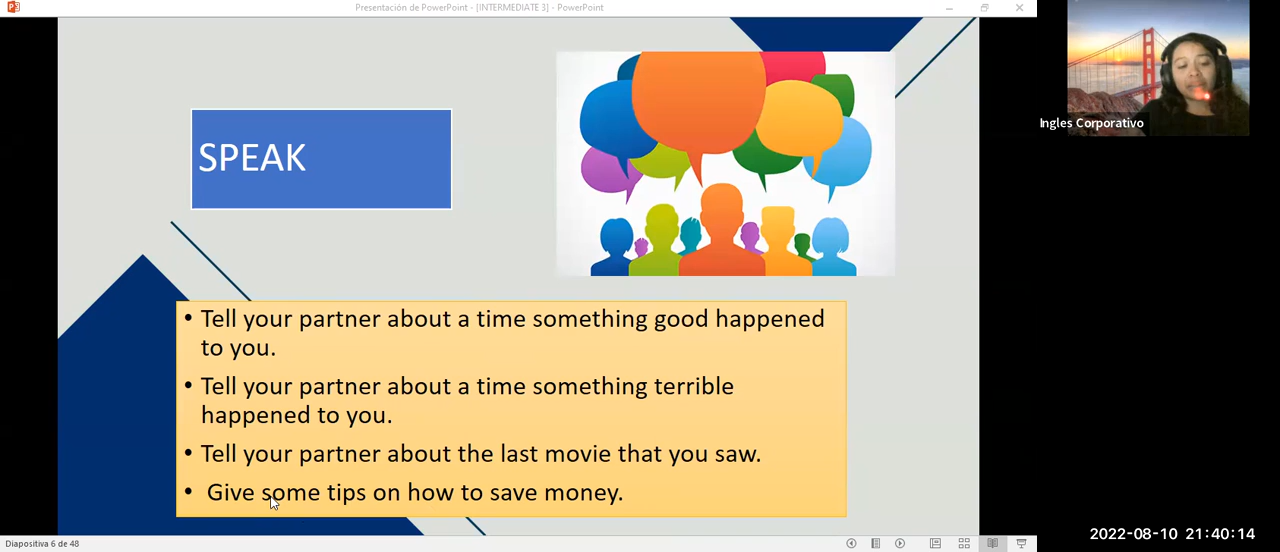 Presentación de PowerPoint - [INTERMEDIATE 3] - PowerPoint
SPEAK
• Tell your partner about a time something good happened
to you.
• Tell your partner about a time something terrible
happened to you.
• Tell your partner about the last movie that you saw.
• Give some tips on how to save money.
Diapositiva 6 de 48
Ingles Corporativo
2022-08-10 21:40:14